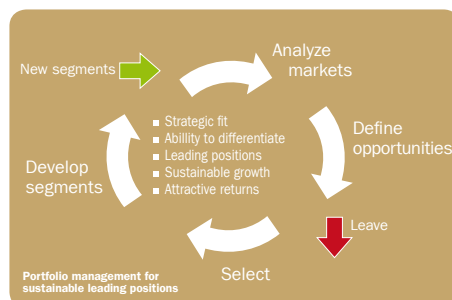 New segments
Analyze
markets
Strategic fit
Abillity to differentiate
Leading positions
Sustainable growth
Attractive returns
Define
opportunities
Develop
segments
Leave
Select
Portfolio management for
sustainable leading positions